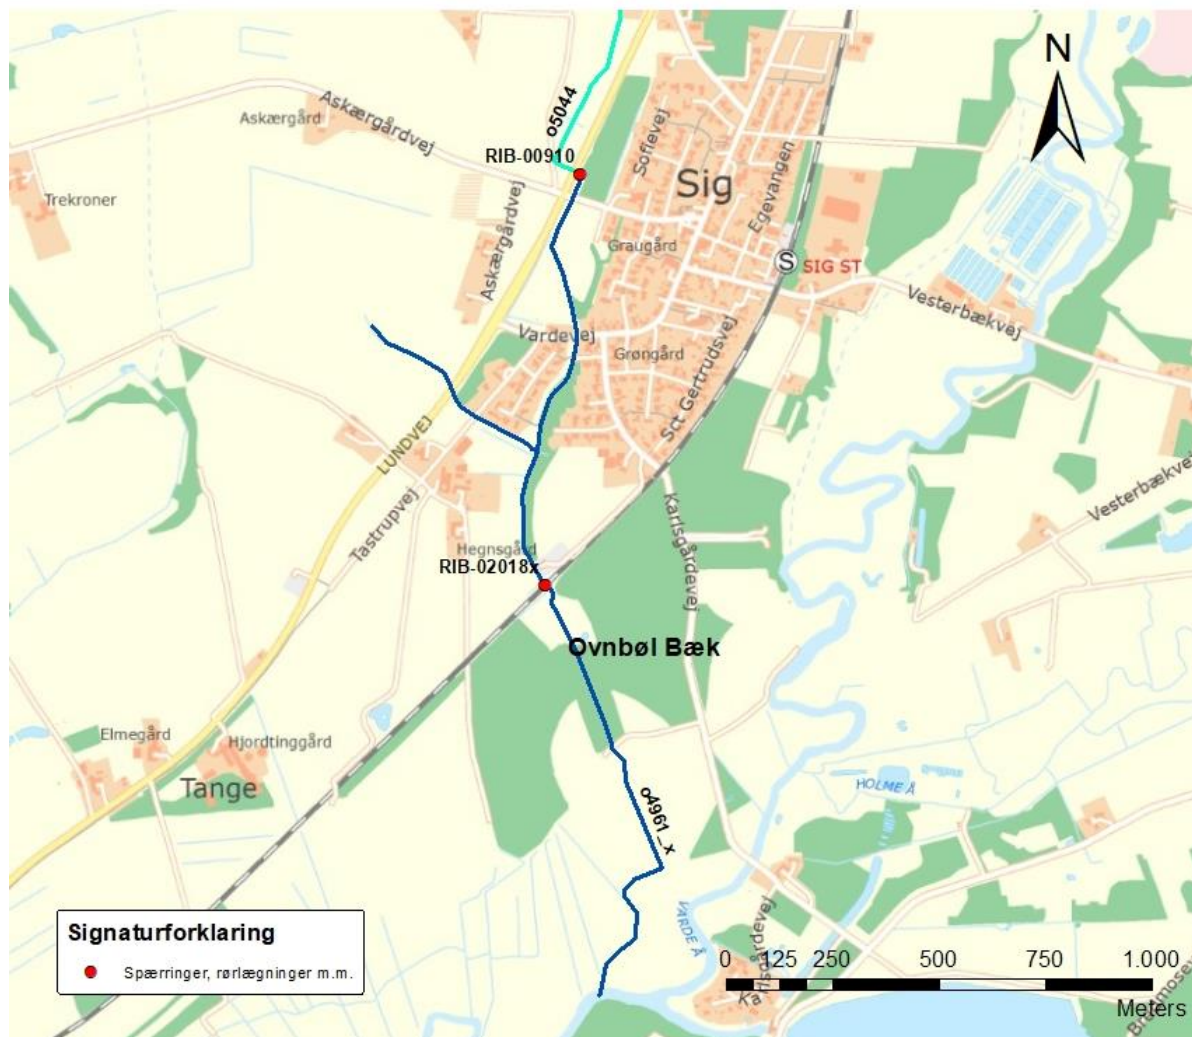 N
o5044
Askærgårdvej
Askærgård
RIB-00910
Sofievej
Trekroner
Sig
Egevangen
Askærgårdvej
Graugård
S
SIG ST
Vesterbækvej
Vardevej
Grøngård
Sct Gertrudsvej
LUNDVEJ
Vesterbækvej
Tastrupvej
Karlsgårdevej
Hegnsgård
RIB-02018x
Ovnbøl Bæk
Elmegård
Hjordtinggård
Tange
o4961_x
HOLME Å
VARDE Å
Signaturforklaring
Spærringer, rørlægninger m.m.
0 125 250 500 750 1.000
Meters